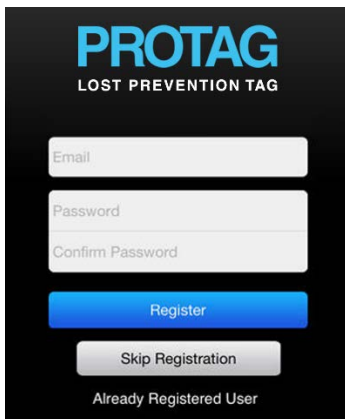 PROTAG
LOST PREVENTION TAG
Email
Password
Confirm Password
Register
Skip Registration
Already Registered User